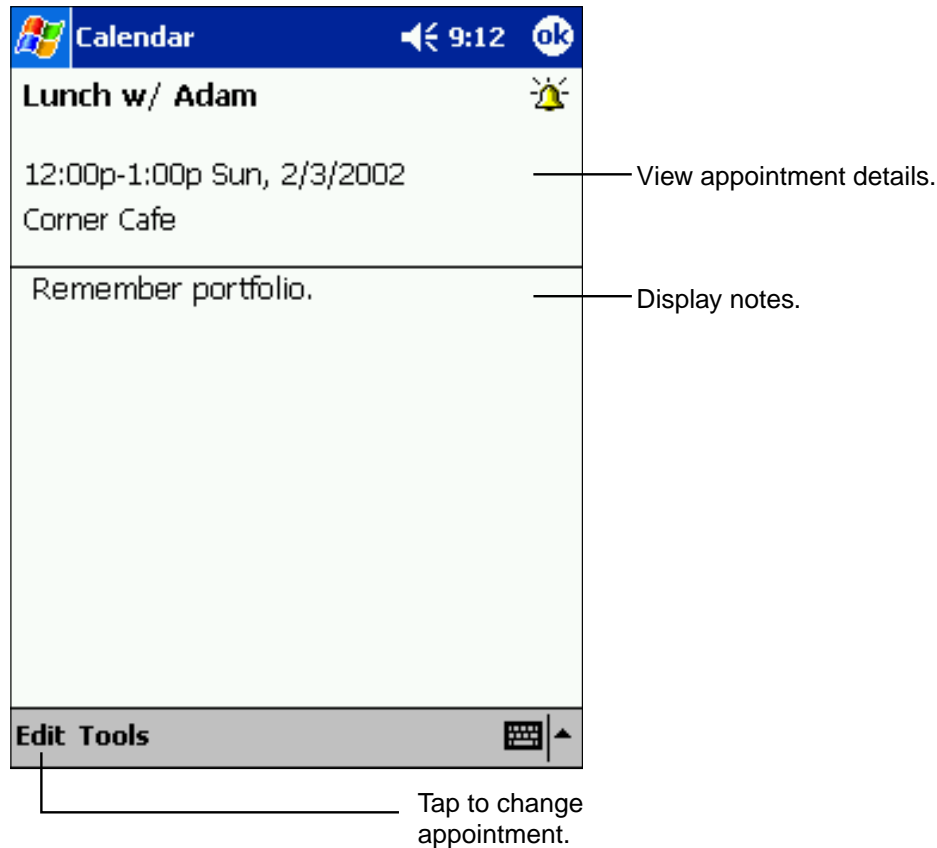 Calendar 9:12 ok
Lunch w/ Adam
12:00p-1:00p Sun, 2/3/2002
View appointment details.
Corner Cafe
Remember portfolio.
Display notes.
Edit Tools
Tap to change
appointment.